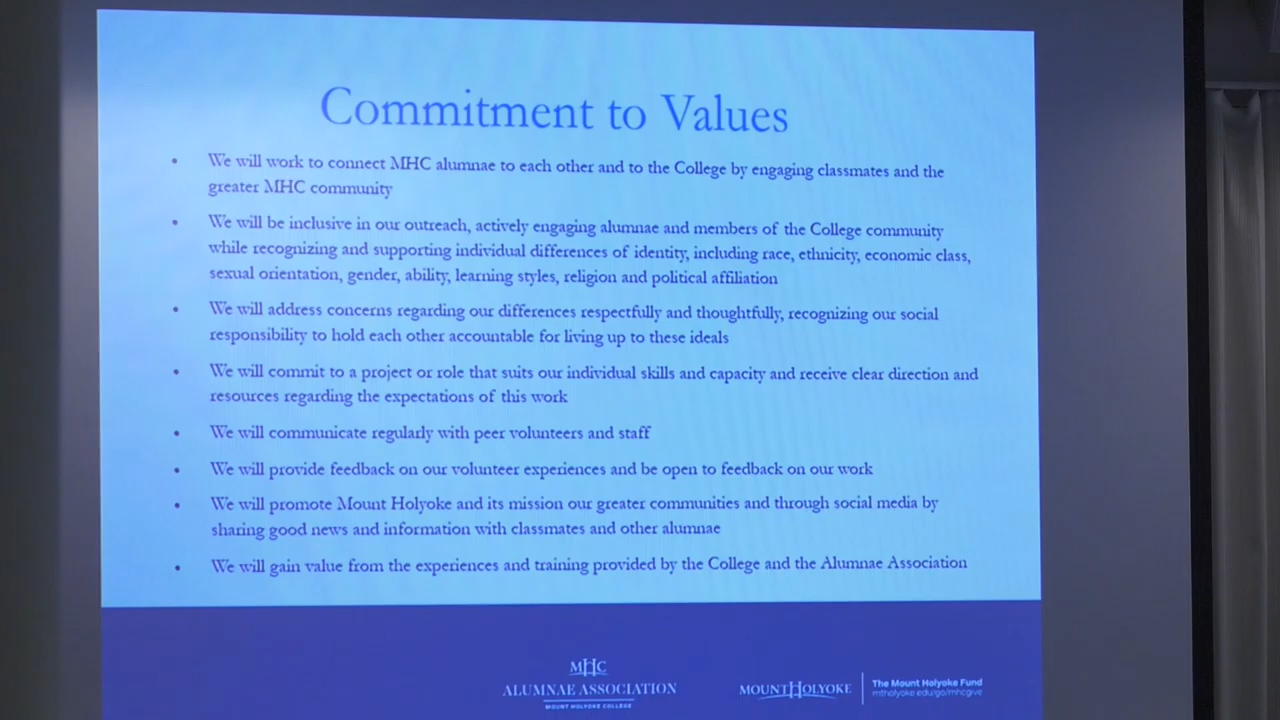 Commitment to Values
• We will work to connect MHC alumnae to each other and to the College by engaging classmates and the
greater MHC community
• We will be inclusive in our outreach, actively engaging alumnae and members of the College community
while recognizing and supporting individual differences of identity, including race, ethnicity, economic class,
sexual orientation, gender, ability, learning styles, religion and political affiliation
• We will address concerns regarding our differences respectfully and thoughtfully, recognizing our social
responsibility to hold each other accountable for living up to these ideals
• We will commit to a project or role that suits our individual skills and capacity and receive clear direction and
resources regarding the expectations of this work
• We will communicate regularly with peer volunteers and staff
• We will provide feedback on our volunteer experiences and be open to feedback on our work
• We will promote Mount Holyoke and its mission our greater communities and through social media by
sharing good news and information with classmates and other alumnae
• We will gain value from the experiences and training provided by the College and the Alumnae Association
MHC
ALUMNAE ASSOCIATION
MOUNT HOLYOKE COLLEGE
MOUNT HOLYOKE
The Mount Holyoke Fund
mtholyoke.edu/go/mhcgive